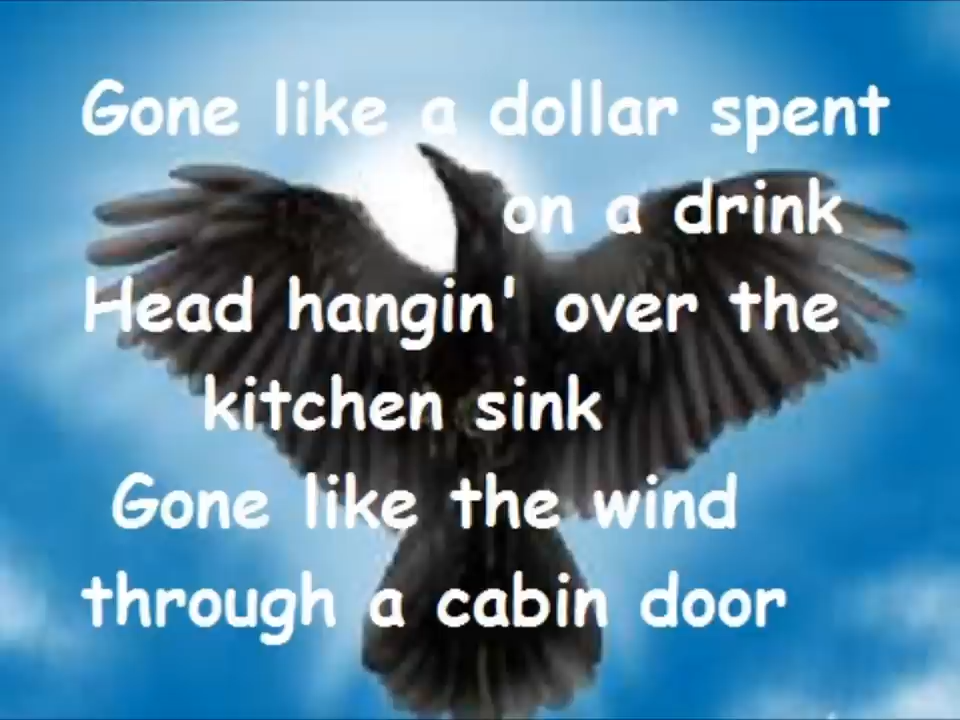 Gone like a dollar spent
on a drink
Head hangin' over the
kitchen sink
Gone like the wind
through a cabin door